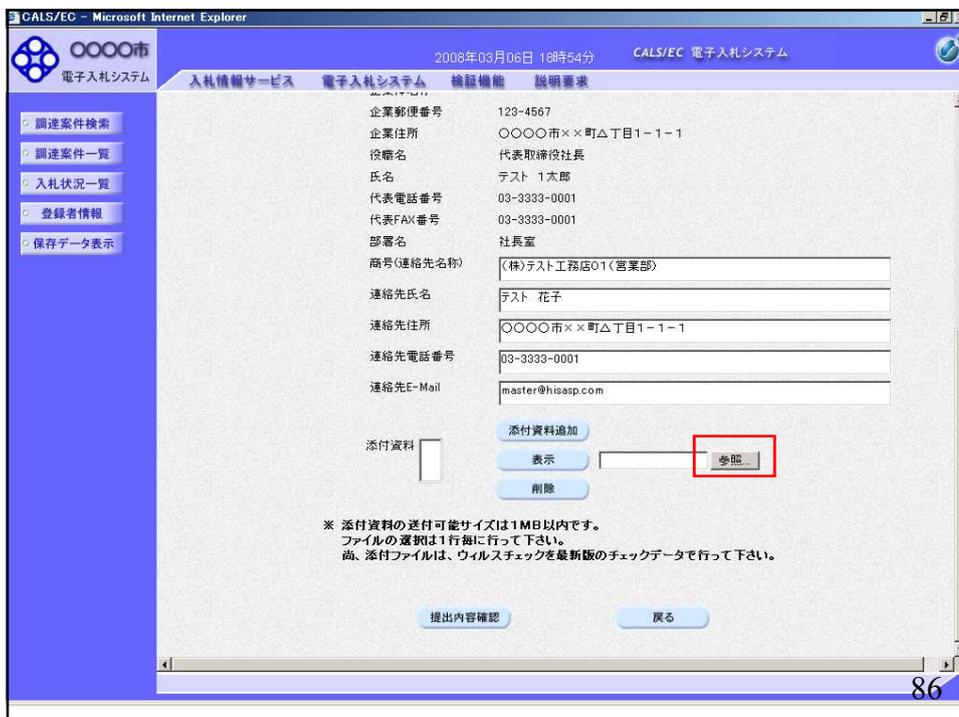 CALS/EC - Microsoft Internet Explorer
〇〇〇〇市
電子入札システム
2008年03月06日 18時54分
CALS/EC 電子入札システム
入札情報サービス 電子入札システム 検証機能 説明要求
調達案件検索
調達案件一覧
入札状況一覧
登録者情報
保存データ表示
企業郵便番号 123-4567
企業住所 〇〇〇〇市××町△丁目1-1-1
役職名 代表取締役社長
氏名 テスト 1太郎
代表電話番号 03-3333-0001
代表FAX番号 03-3333-0001
部署名 社長室
商号(連絡先名称) (株)テスト工務店01(営業部)
連絡先氏名 テスト 花子
連絡先住所 〇〇〇〇市××町△丁目1-1-1
連絡先電話番号 03-3333-0001
連絡先E-Mail master@hisasp.com
添付資料
添付資料追加
表示 参照...
削除
※ 添付資料の送付可能サイズは1MB以内です。
ファイルの選択は1行毎に行って下さい。
尚、添付ファイルは、ウィルスチェックを最新版のチェックデータで行って下さい。
提出内容確認 戻る
86